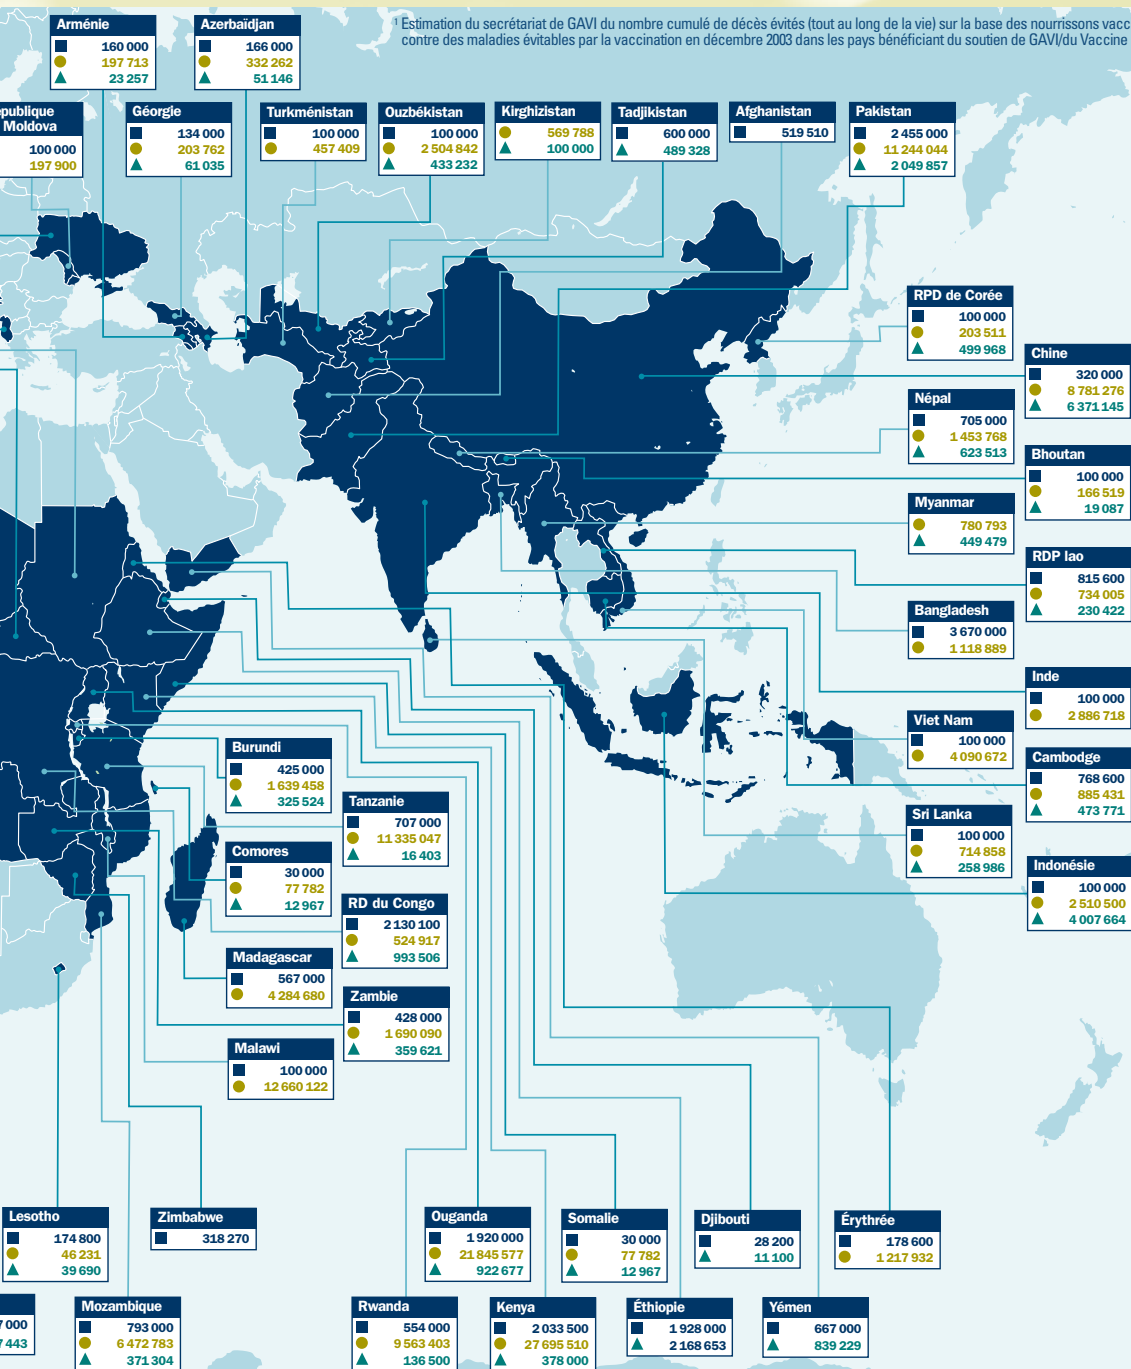 Arménie
160 000
197 713
23 257
Azerbaïdjan
166 000
332 262
51 146
¹ Estimation du secrétariat de GAVI du nombre cumulé de décès évités (tout au long de la vie) sur la base des nourrissons vacc
contre des maladies évitables par la vaccination en décembre 2003 dans les pays bénéficiant du soutien de GAVI/du Vaccine
épublique
Moldova
100 000
197 900
Géorgie
134 000
203 762
61 035
Turkménistan
100 000
457 409
Ouzbékistan
100 000
2 504 842
433 232
Kirghizistan
569 788
100 000
Tadjikistan
600 000
489 328
Afghanistan
519 510
Pakistan
2 455 000
11 244 044
2 049 857
RPD de Corée
100 000
203 511
499 968
Chine
320 000
8 781 276
6 371 145
Népal
705 000
1 453 768
623 513
Bhoutan
100 000
166 519
19 087
Myanmar
780 793
449 479
RDP lao
815 600
734 005
230 422
Bangladesh
3 670 000
1 118 889
Inde
100 000
2 886 718
Viet Nam
100 000
4 090 672
Cambodge
768 600
885 431
473 771
Sri Lanka
100 000
714 858
258 986
Indonésie
100 000
2 510 500
4 007 664
Burundi
425 000
1 639 458
325 524
Tanzanie
707 000
11 335 047
16 403
Comores
30 000
77 782
12 967
RD du Congo
2 130 100
524 917
993 506
Madagascar
567 000
4 284 680
Zambie
428 000
1 690 090
359 621
Malawi
100 000
12 660 122
Lesotho
174 800
46 231
39 690
Zimbabwe
318 270
Ouganda
1 920 000
21 845 577
922 677
Somalie
30 000
77 782
12 967
Djibouti
28 200
11 100
Érythrée
178 600
1 217 932
7 000
7 443
Mozambique
793 000
6 472 783
371 304
Rwanda
554 000
9 563 403
136 500
Kenya
2 033 500
27 695 510
378 000
Éthiopie
1 928 000
2 168 653
Yémen
667 000
839 229